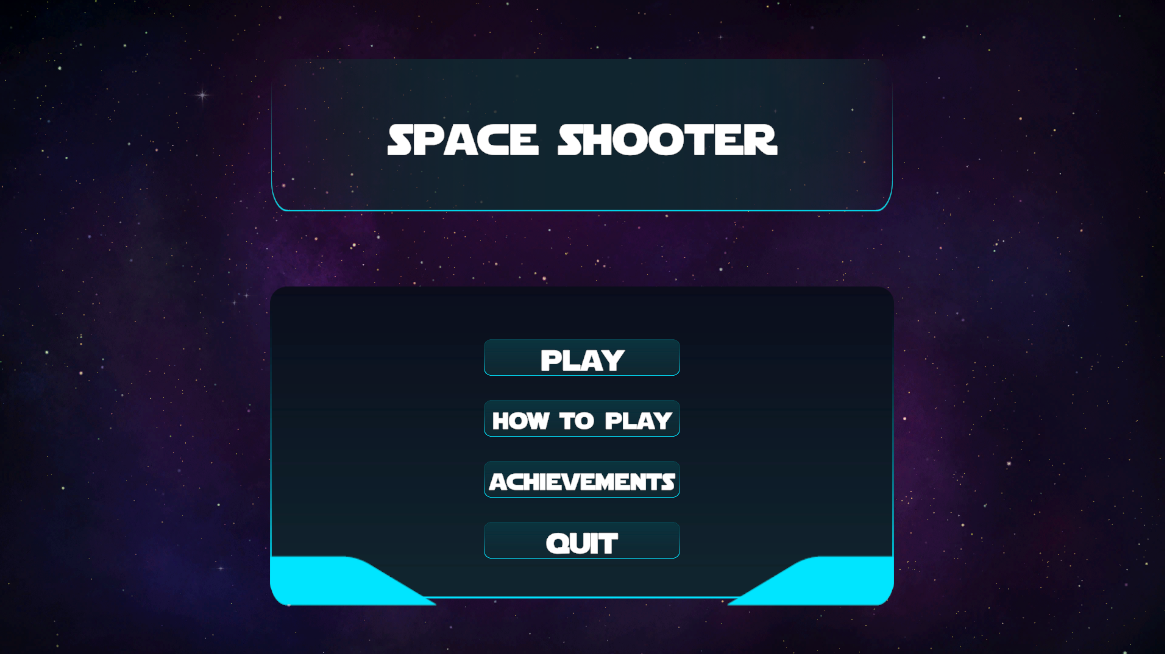 SPACE SHOOTER
PLAY
HOW TO PLAY
ACHIEVEMENTS
QUIT